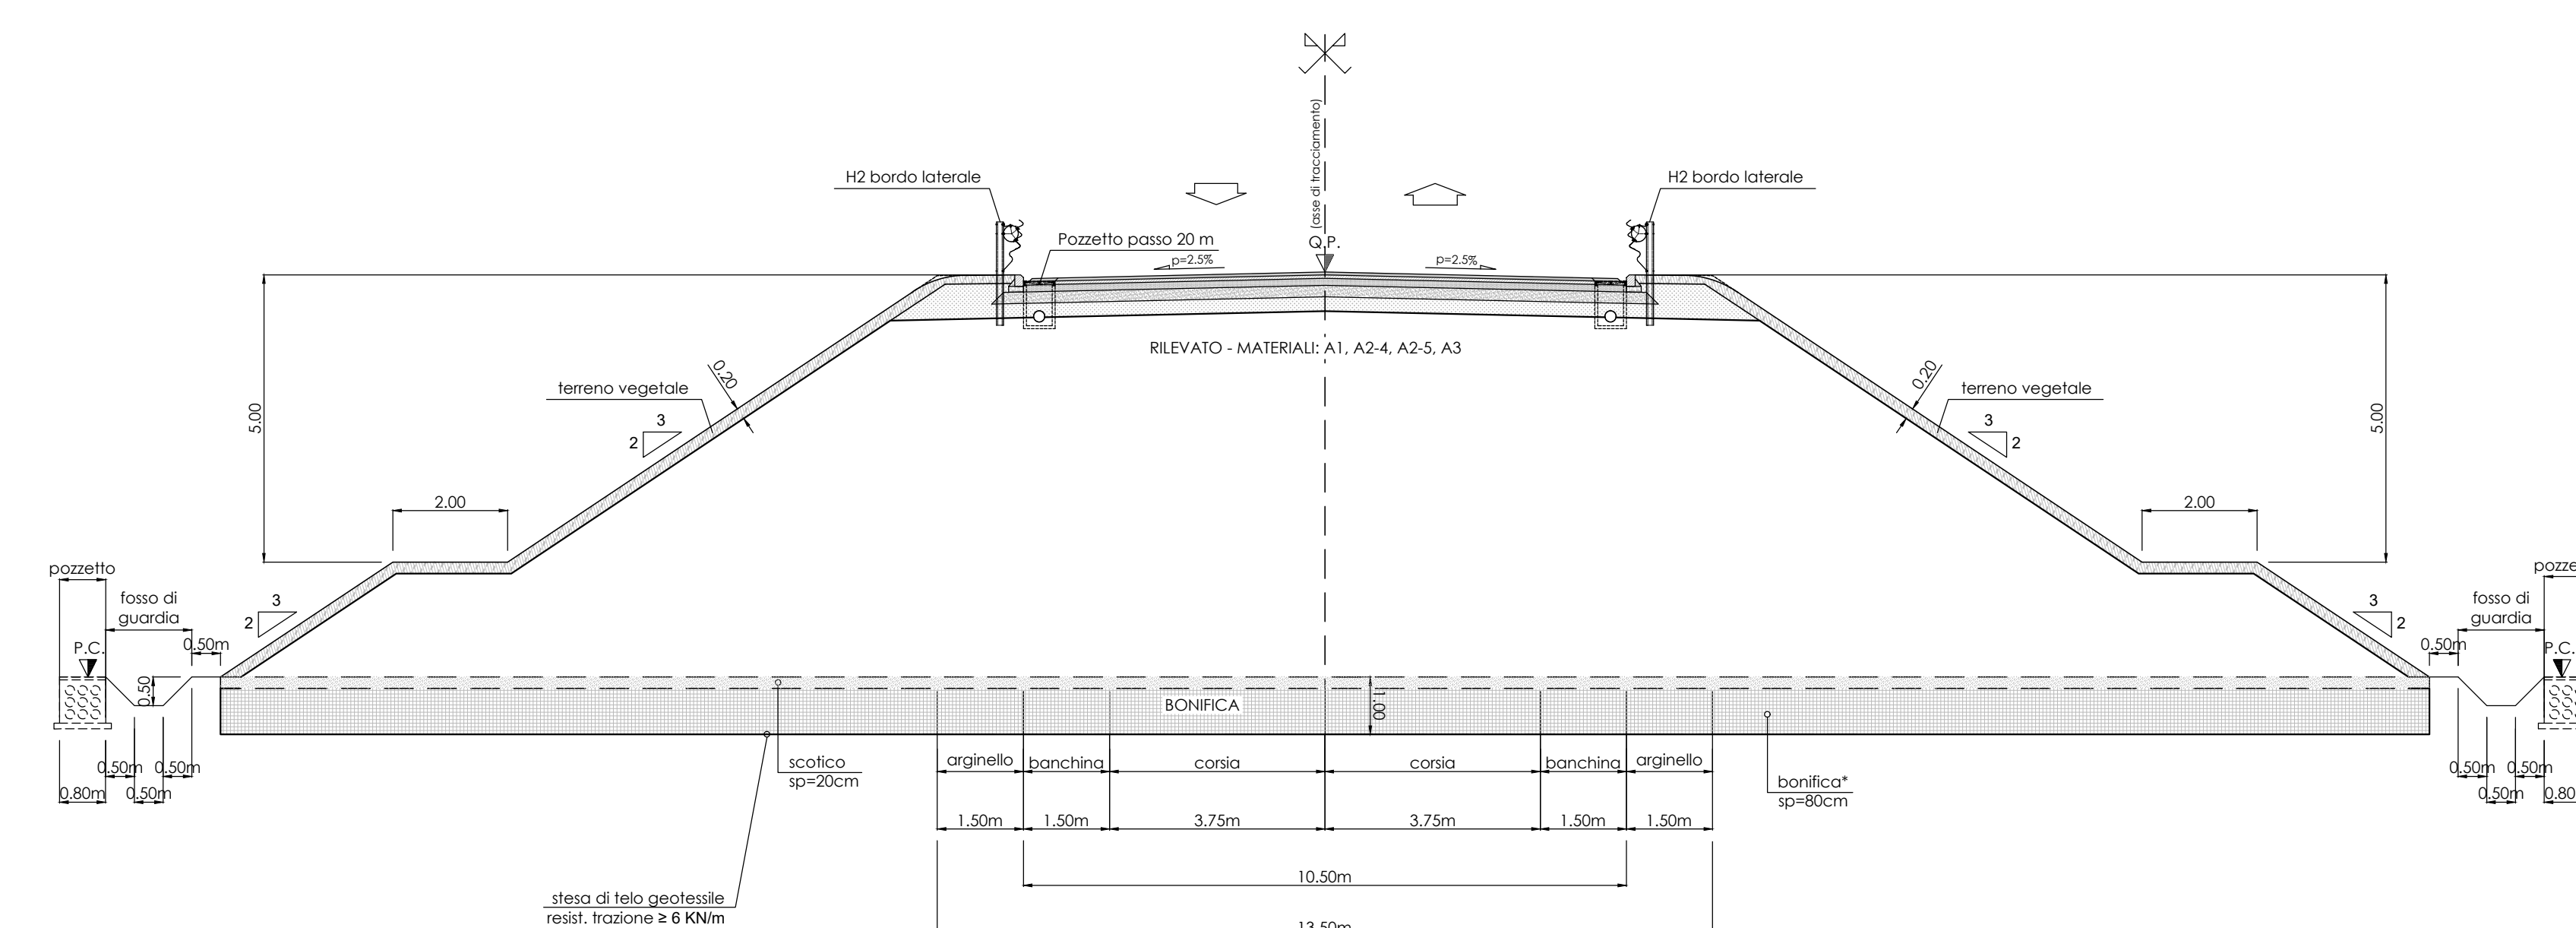 (asse di tracciamento)
H2 bordo laterale
H2 bordo laterale
Pozzetto passo 20 m
Q.P.
p=2.5%
p=2.5%
RILEVATO - MATERIALI: A1, A2-4, A2-5, A3
0.20
0.20
terreno vegetale
terreno vegetale
5.00
5.00
3
2
3
2
2.00
2.00
pozzetto
pozze
fosso di
guardia
fosso di
guardia
3
2
3
2
P.C.
0.50m
0.50m
P.C.
0.50
BONIFICA
1.00
arginello
banchina
corsia
corsia
banchina
arginello
scotico
sp=20cm
bonifica*
sp=80cm
0.50m
0.50m
0.80m
0.50m
0.50m
0.50m
0.50m
0.80
1.50m
1.50m
3.75m
3.75m
1.50m
1.50m
10.50m
stesa di telo geotessile
resist. trazione ≥ 6 KN/m
13.50m